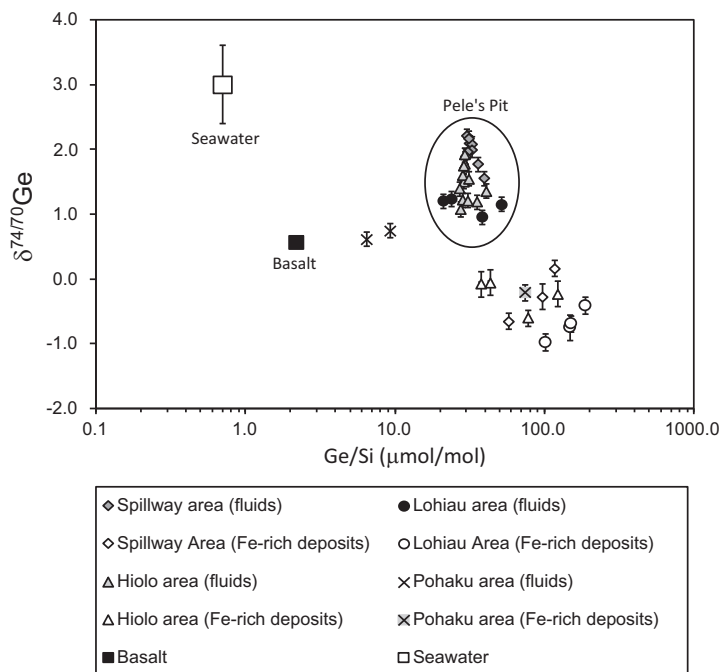 4.0
3.0
2.0
1.0
0.0
-1.0
-2.0
δ74/70Ge
Pele's Pit
Seawater
Basalt
0.1 1.0 10.0 100.0 1000.0
Ge/Si (μmol/mol)
Spillway area (fluids) Lohiau area (fluids)
Spillway Area (Fe-rich deposits) Lohiau Area (Fe-rich deposits)
Hiolo area (fluids) Pohaku area (fluids)
Hiolo area (Fe-rich deposits) Pohaku area (Fe-rich deposits)
Basalt Seawater